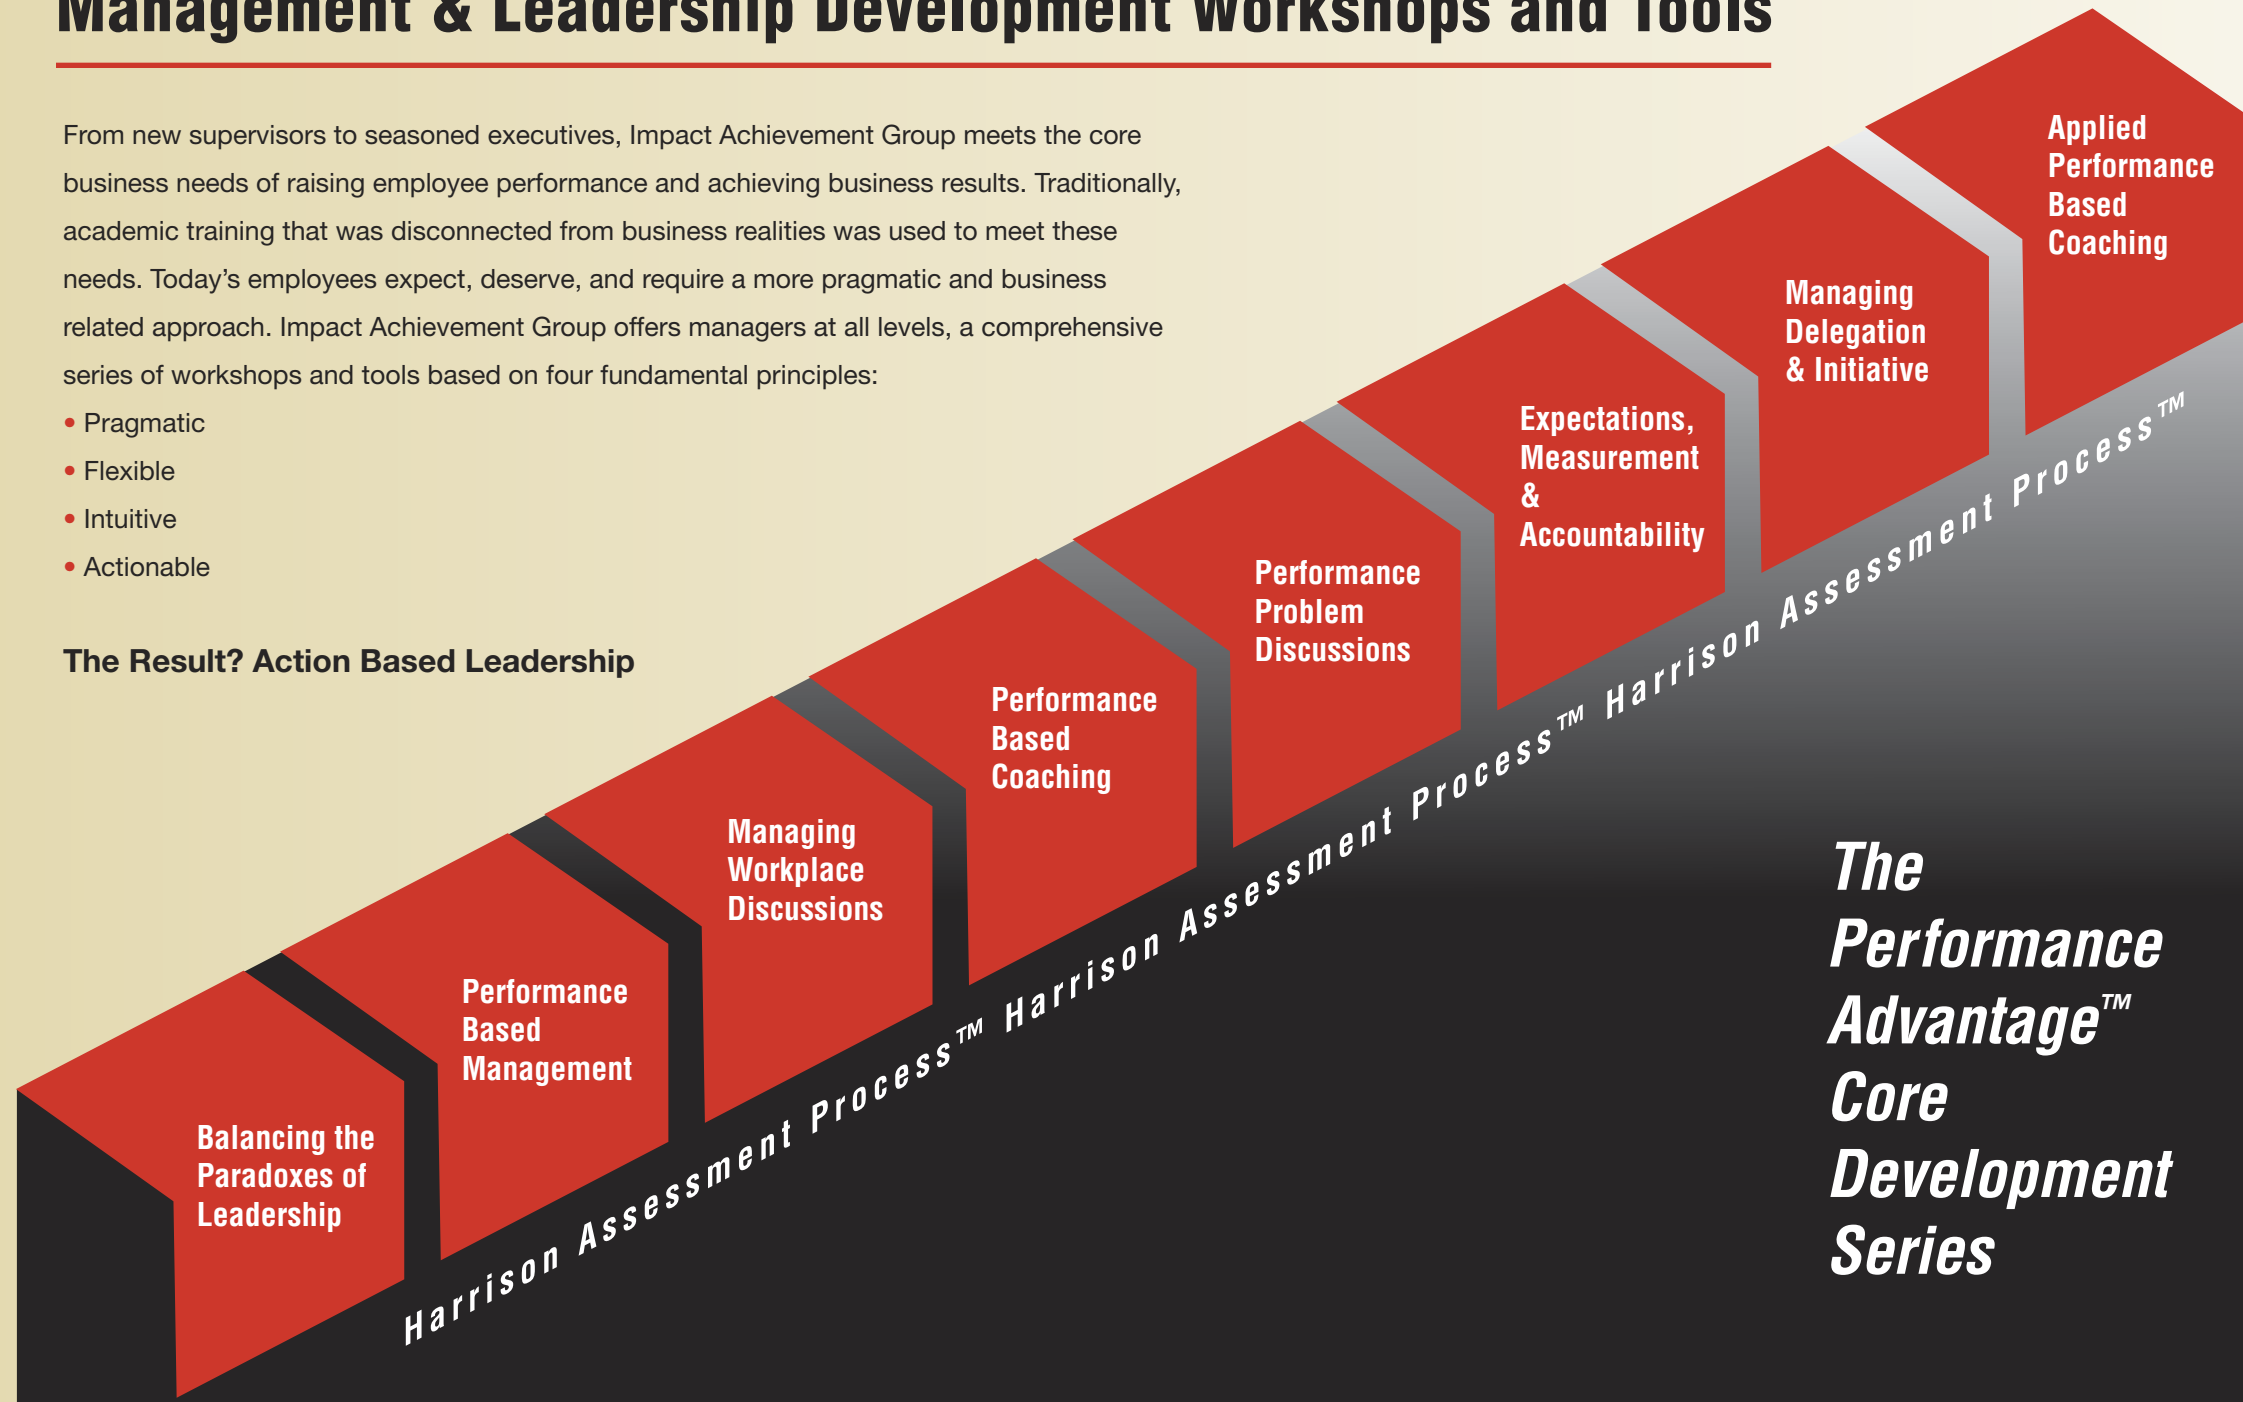 Management & Leadership Development Workshops and Tools
From new supervisors to seasoned executives, Impact Achievement Group meets the core
business needs of raising employee performance and achieving business results. Traditionally,
academic training that was disconnected from business realities was used to meet these
needs. Today’s employees expect, deserve, and require a more pragmatic and business
related approach. Impact Achievement Group offers managers at all levels, a comprehensive
series of workshops and tools based on four fundamental principles:
• Pragmatic
• Flexible
• Intuitive
• Actionable
The Result? Action Based Leadership
Balancing the
Paradoxes of
Leadership
Performance
Based
Management
Managing
Workplace
Discussions
Performance
Based
Coaching
Performance
Problem
Discussions
Expectations,
Measurement
&
Accountability
Managing
Delegation
& Initiative
Applied
Performance
Based
Coaching
Harrison Assessment Process™ Harrison Assessment Process™ Harrison Assessment Process™
The
Performance
Advantage™
Core
Development
Series